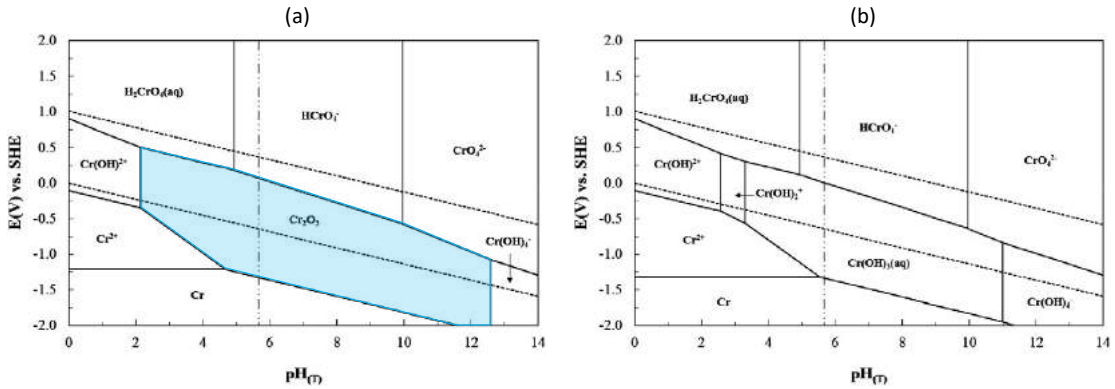 (a)
E(V) vs. SHE
2.0
1.5
1.0
0.5
0.0
-0.5
-1.0
-1.5
-2.0
H₂CrO₄(aq)
HCrO₄⁻
CrO₄²⁻
Cr(OH)²⁺
Cr₂O₃
Cr(OH)₄⁻
Cr²⁺
Cr
0 2 4 6 8 10 12 14
pH(T)
(b)
E(V) vs. SHE
2.0
1.5
1.0
0.5
0.0
-0.5
-1.0
-1.5
-2.0
H₂CrO₄(aq)
HCrO₄⁻
CrO₄²⁻
Cr(OH)²⁺
Cr(OH)₂⁺
Cr²⁺
Cr(OH)₃(aq)
Cr
Cr(OH)₄⁻
0 2 4 6 8 10 12 14
pH(T)